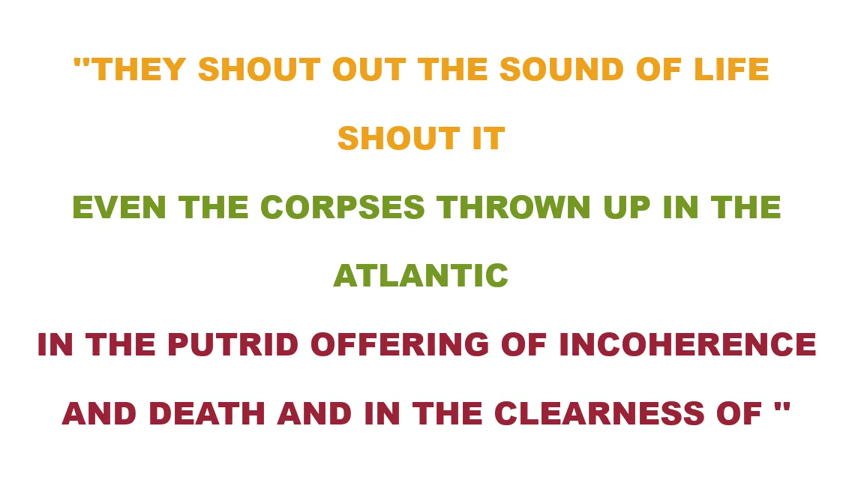 "THEY SHOUT OUT THE SOUND OF LIFE
SHOUT IT
EVEN THE CORPSES THROWN UP IN THE
ATLANTIC
IN THE PUTRID OFFERING OF INCOHERENCE
AND DEATH AND IN THE CLEARNESS OF "